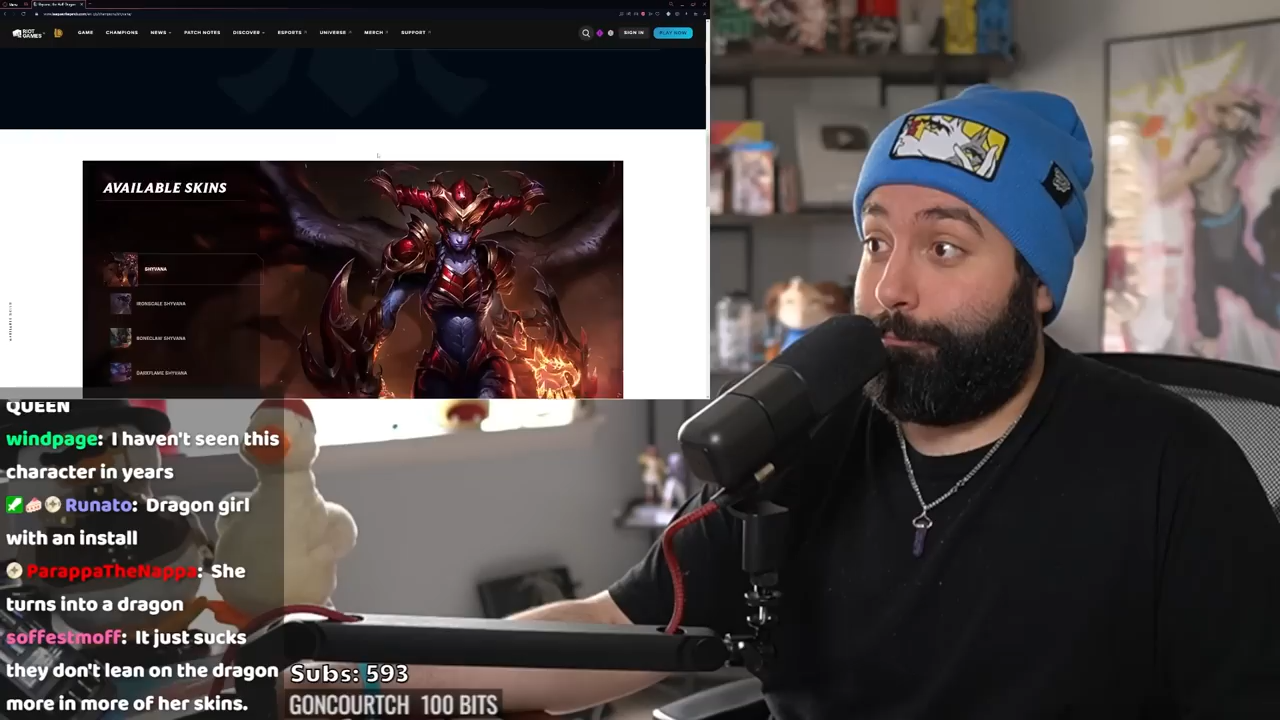 RIOT GAMES
GAME CHAMPIONS NEWS PATCH NOTES DISCOVER ESPORTS UNIVERSE MERCH SUPPORT SIGN IN PLAY NOW
AVAILABLE SKINS
SHYVANA
IRONSCALE SHYVANA
BONECLAW SHYVANA
DARKFLAME SHYVANA
QUEEN
windpage: I haven't seen this
character in years
Runato: Dragon girl
with an install
ParappaTheNappa: She
turns into a dragon
soffestmoff: It just sucks
they don't lean on the dragon
more in more of her skins.
Subs: 593
GONCOURTCH 100 BITS